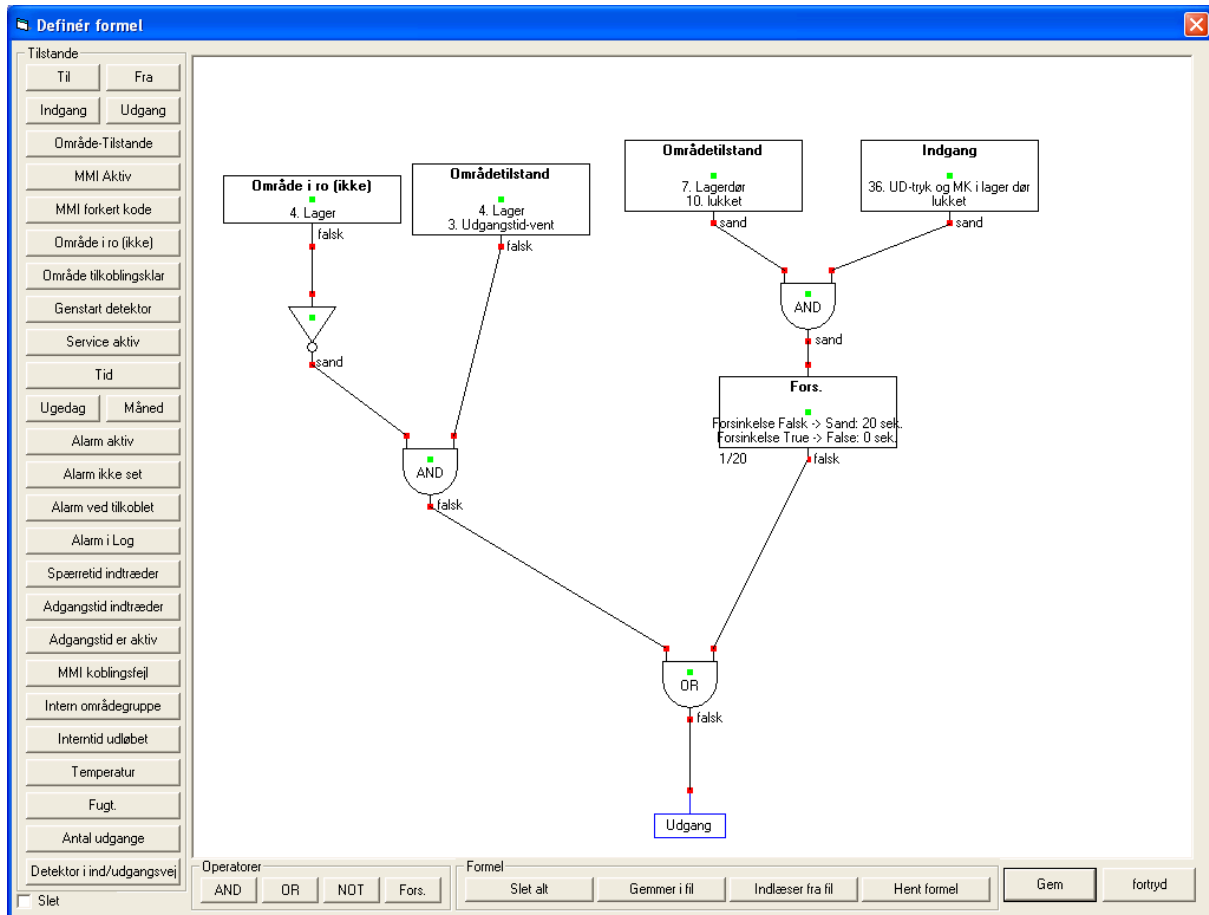 Definér formel
Tilstande
Til
Fra
Indgang
Udgang
Område-Tilstande
MMI Aktiv
MMI forkert kode
Område i ro (ikke)
Område tilkoblingsklar
Genstart detektor
Service aktiv
Tid
Ugedag
Måned
Alarm aktiv
Alarm ikke set
Alarm ved tilkoblet
Alarm i Log
Spærretid indtræder
Adgangstid indtræder
Adgangstid er aktiv
MMI koblingsfejl
Intern områdegruppe
Interntid udløbet
Temperatur
Fugt.
Antal udgange
Detektor i ind/udgangsvej
Slet
Område i ro (ikke)
4. Lager
falsk
Områdetilstand
4. Lager
3. Udgangstid-vent
falsk
Områdetilstand
7. Lagerdør
10. lukket
sand
Indgang
36. UD-tryk og MK i lager dør
lukket
sand
sand
AND
sand
Fors.
Forsinkelse Falsk -> Sand: 20 sek.
Forsinkelse True -> False: 0 sek.
1/20
falsk
AND
falsk
OR
falsk
Udgang
Operatorer
AND
OR
NOT
Fors.
Formel
Slet alt
Gemmer i fil
Indlæser fra fil
Hent formel
Gem
fortryd